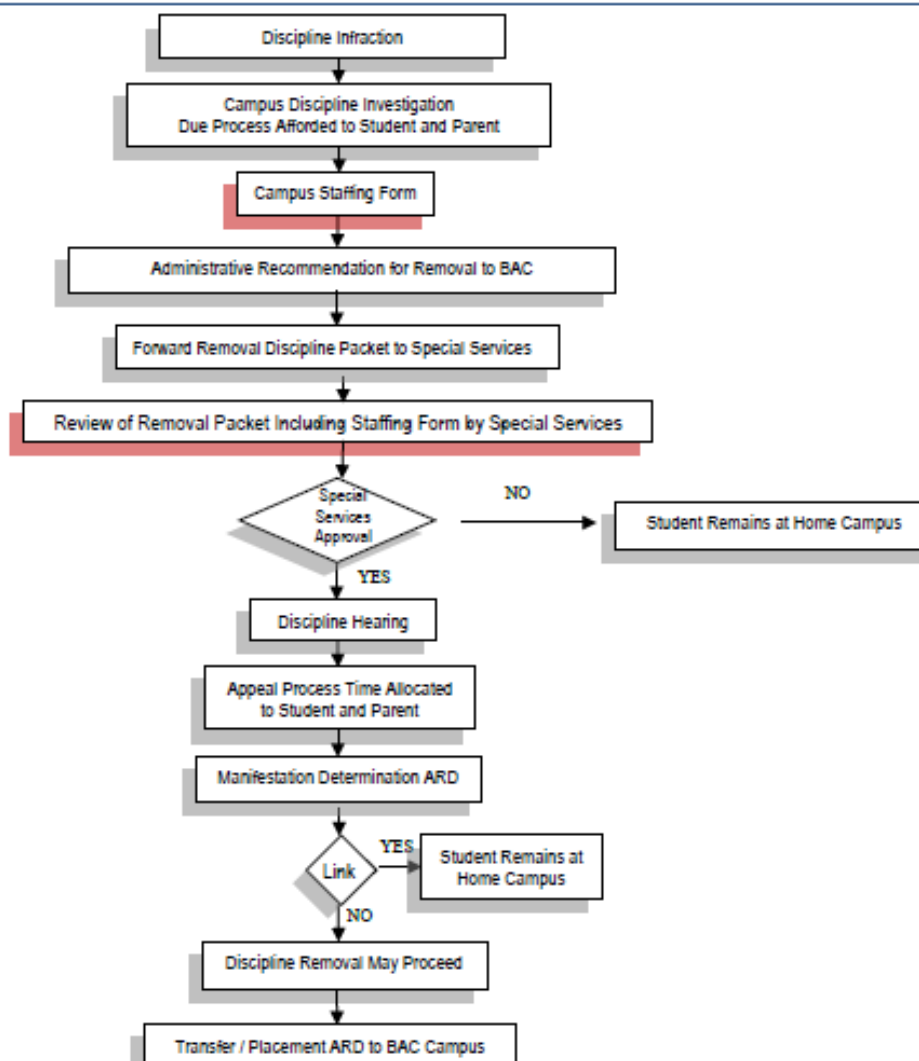 Discipline Infraction
Campus Discipline Investigation
Due Process Afforded to Student and Parent
Campus Staffing Form
Administrative Recommendation for Removal to BAC
Forward Removal Discipline Packet to Special Services
Review of Removal Packet Including Staffing Form by Special Services
Special
Services
Approval
NO
Student Remains at Home Campus
YES
Discipline Hearing
Appeal Process Time Allocated
to Student and Parent
Manifestation Determination ARD
Link
YES
Student Remains at
Home Campus
NO
Discipline Removal May Proceed
Transfer / Placement ARD to BAC Campus